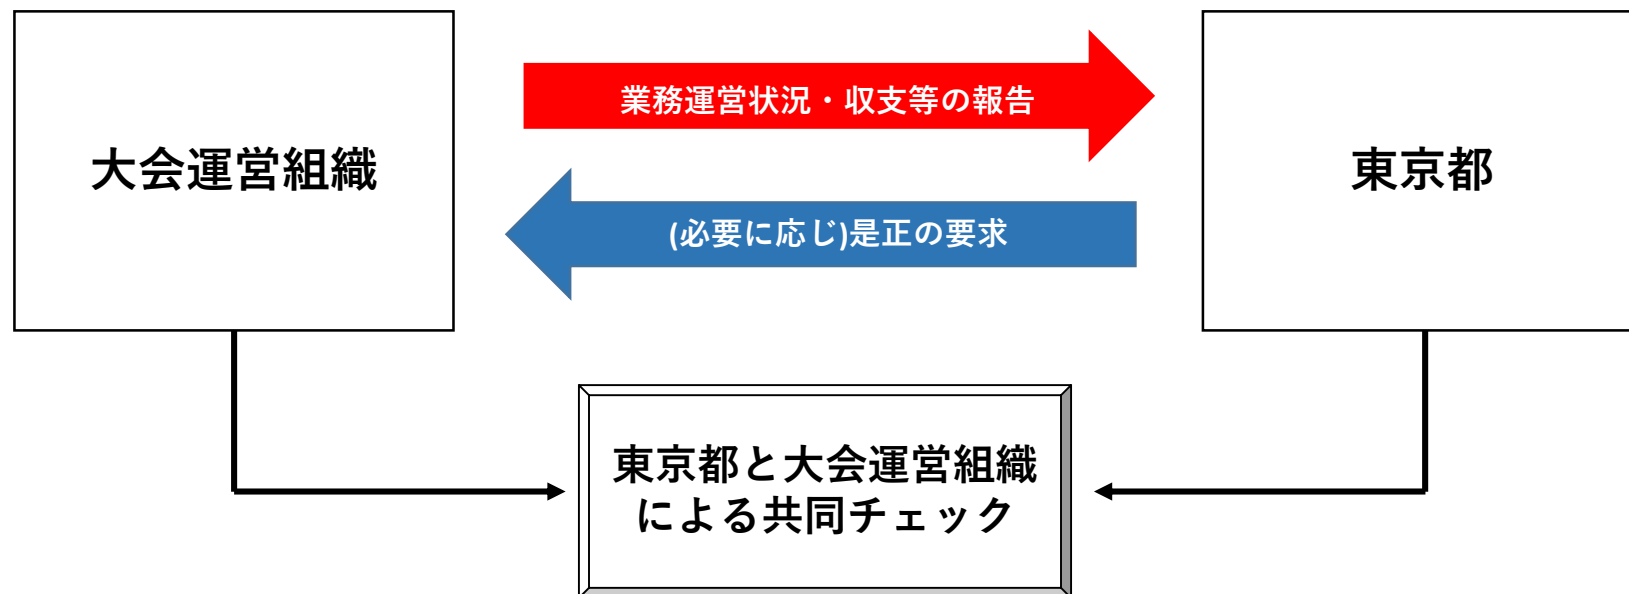 大会運営組織
業務運営状況・収支等の報告
(必要に応じ)是正の要求
東京都
東京都と大会運営組織
による共同チェック